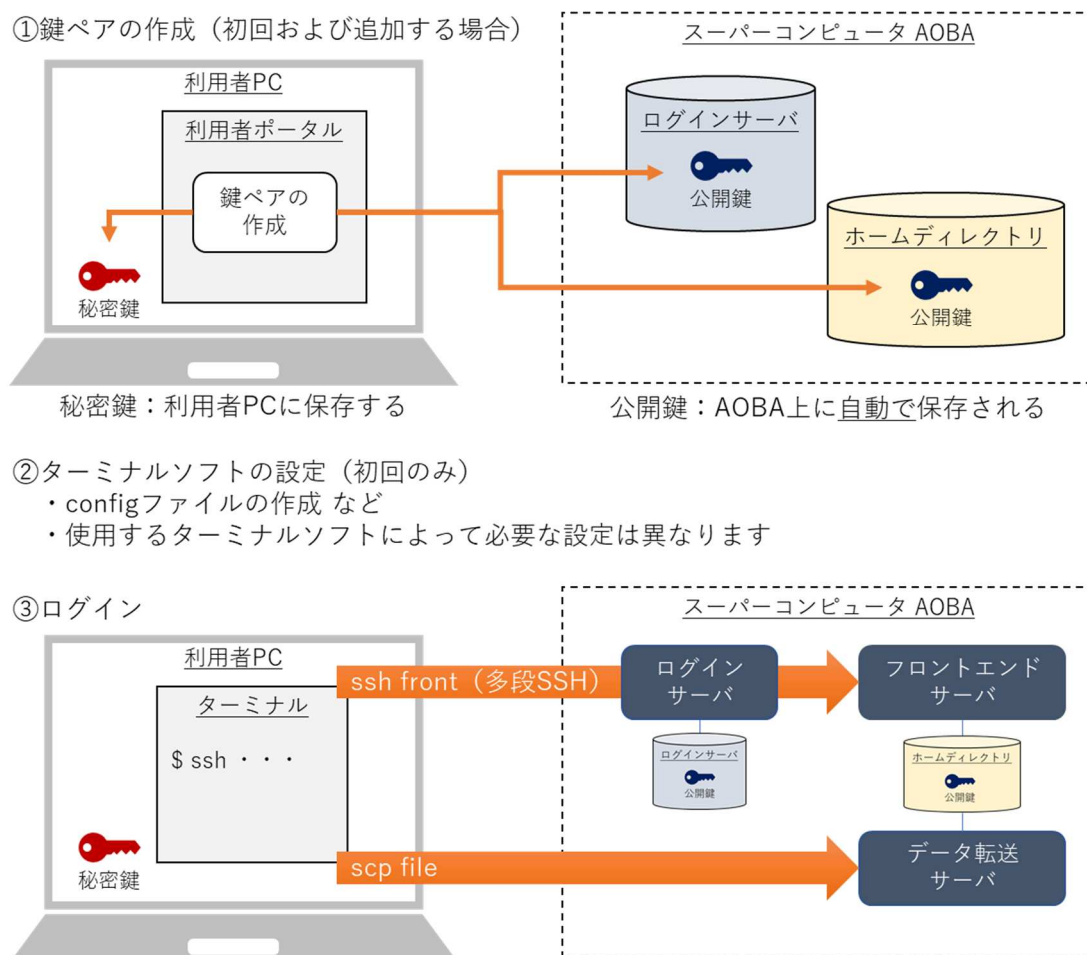 ①鍵ペアの作成（初回および追加する場合）
利用者PC
利用者ポータル
鍵ペアの
作成
秘密鍵
スーパーコンピュータ AOBA
ログインサーバ
公開鍵
ホームディレクトリ
公開鍵
秘密鍵：利用者PCに保存する
公開鍵：AOBA上に自動で保存される
②ターミナルソフトの設定（初回のみ）
・configファイルの作成 など
・使用するターミナルソフトによって必要な設定は異なります
③ログイン
利用者PC
ターミナル
$ ssh ・・・
秘密鍵
スーパーコンピュータ AOBA
ssh front（多段SSH）
ログイン
サーバ
フロントエンド
サーバ
ログインサーバ
公開鍵
ホームディレクトリ
公開鍵
scp file
データ転送
サーバ